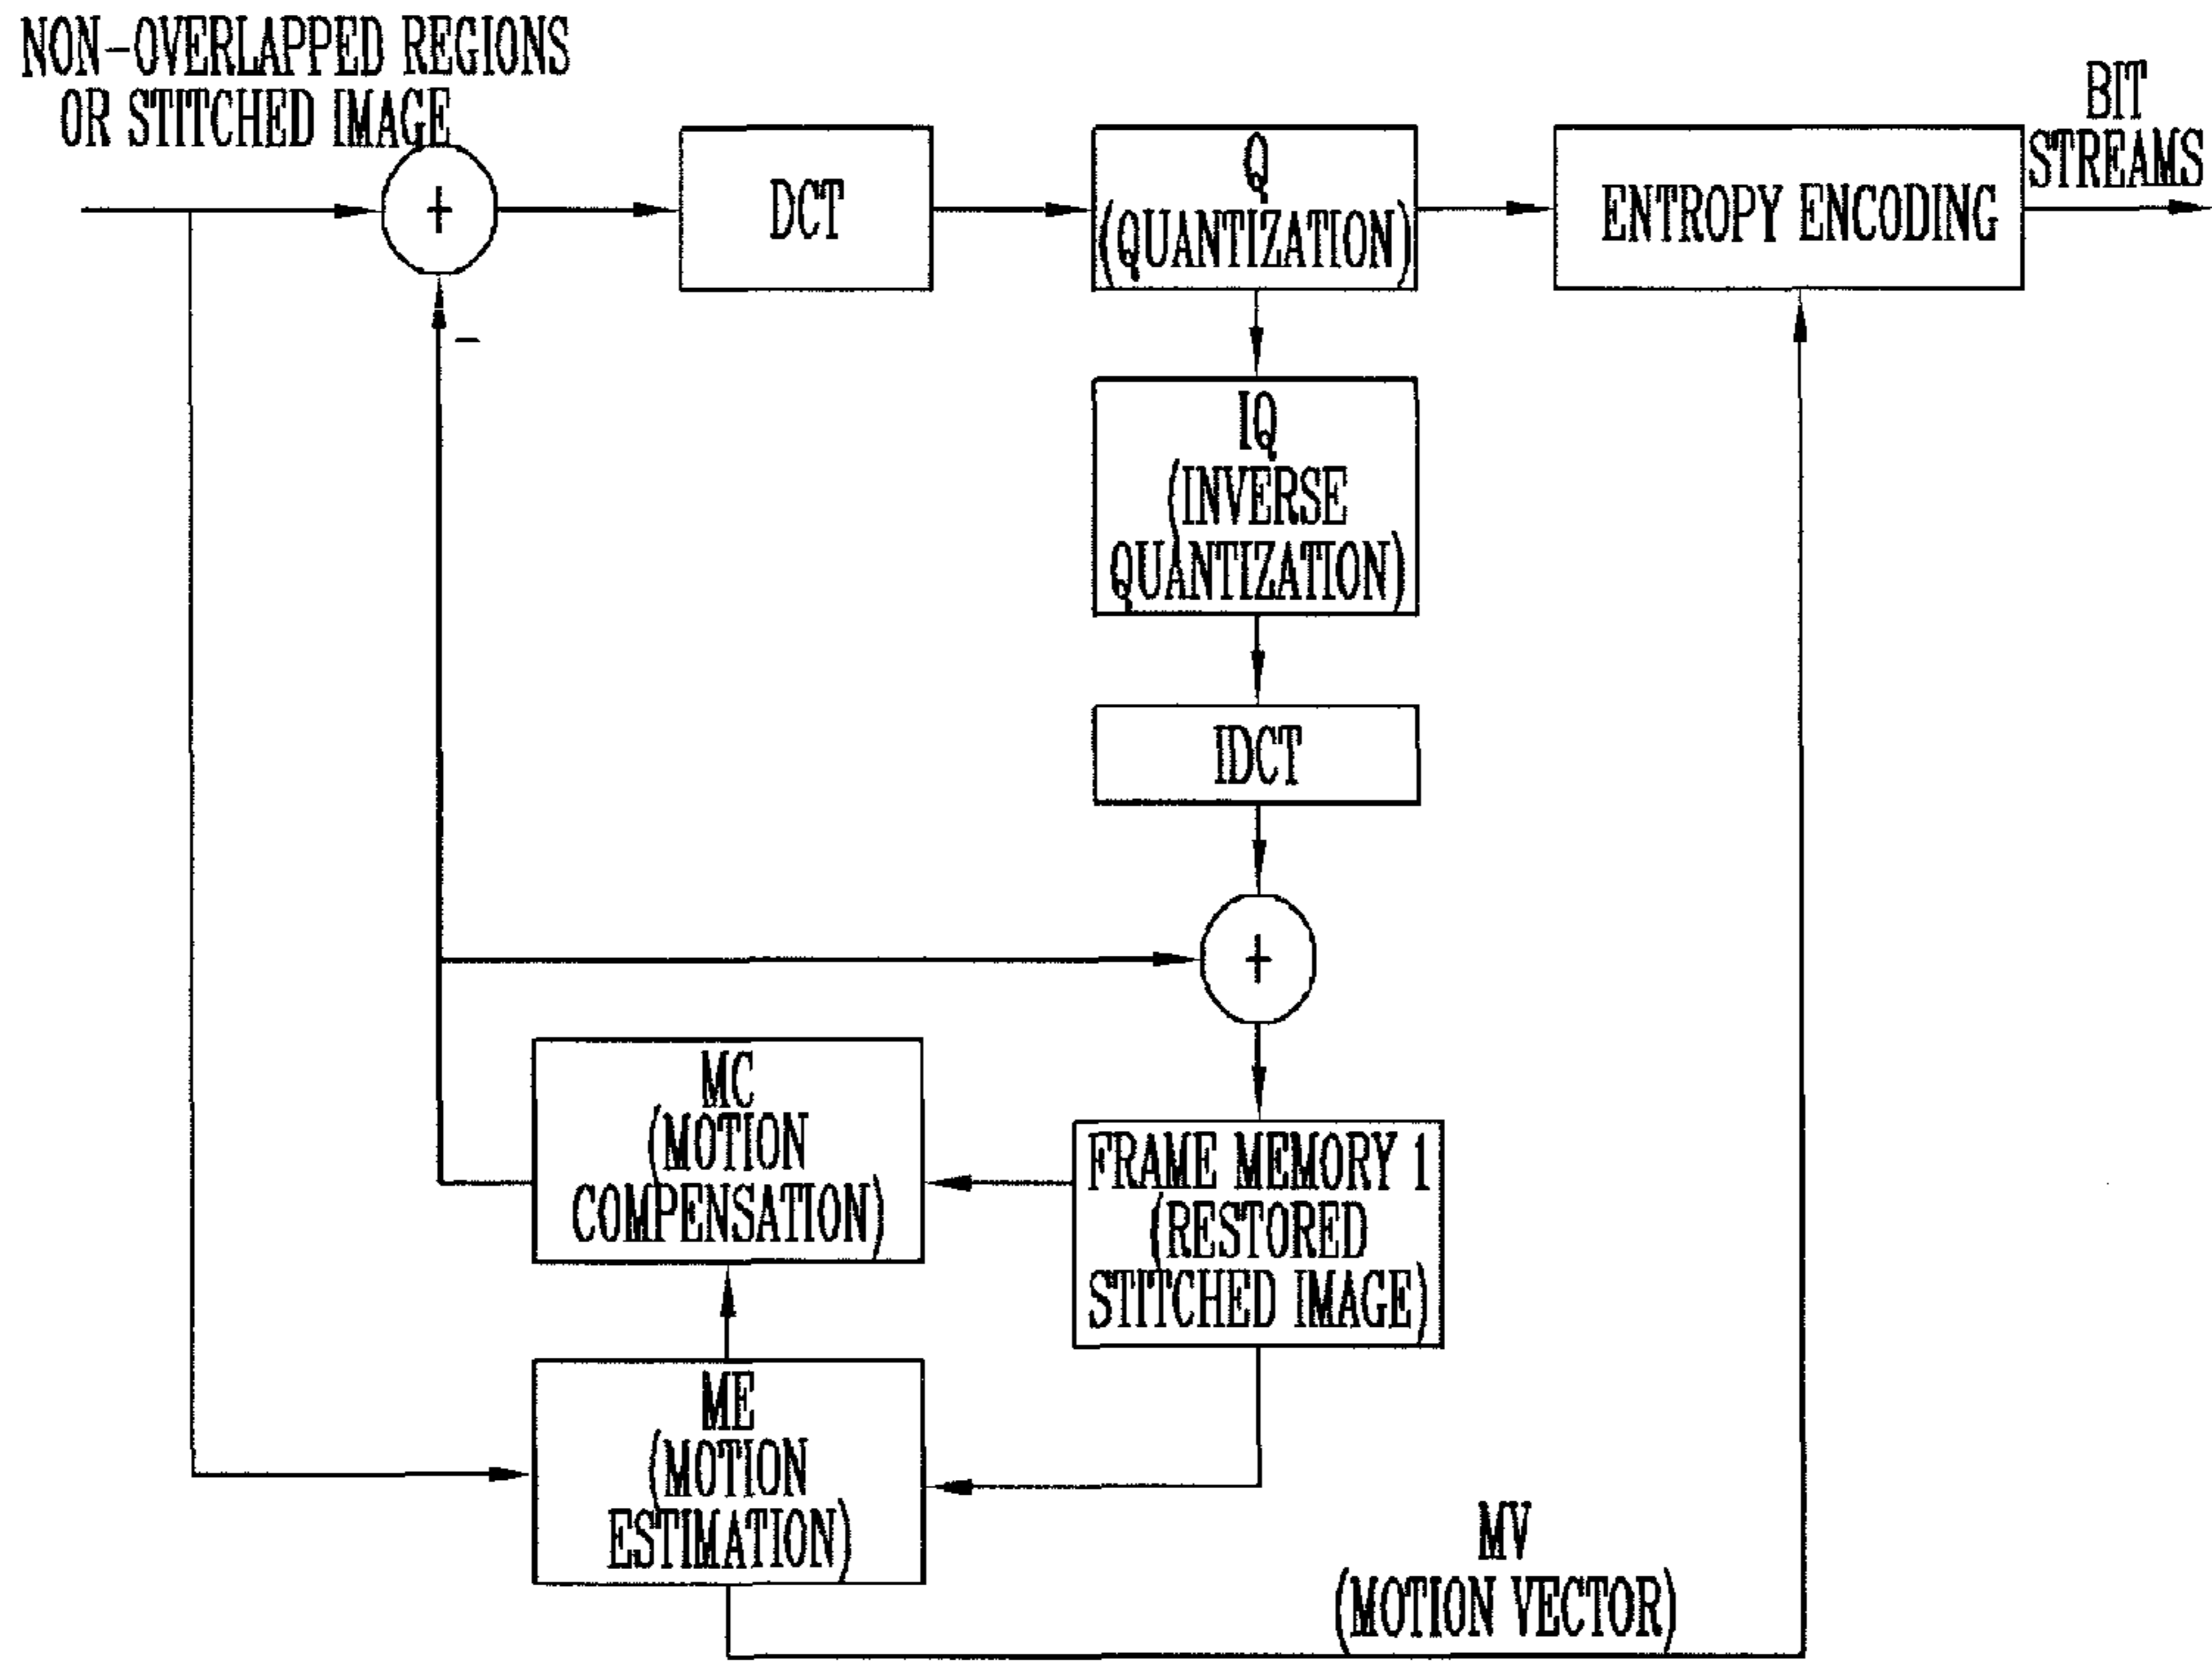 NON-OVERLAPPED REGIONS
OR STITCHED IMAGE
+
DCT
Q
(QUANTIZATION)
ENTROPY ENCODING
BIT
STREAMS
-
IQ
(INVERSE
QUANTIZATION)
IDCT
+
MC
(MOTION
COMPENSATION)
FRAME MEMORY 1
(RESTORED
STITCHED IMAGE)
ME
(MOTION
ESTIMATION)
MV
(MOTION VECTOR)